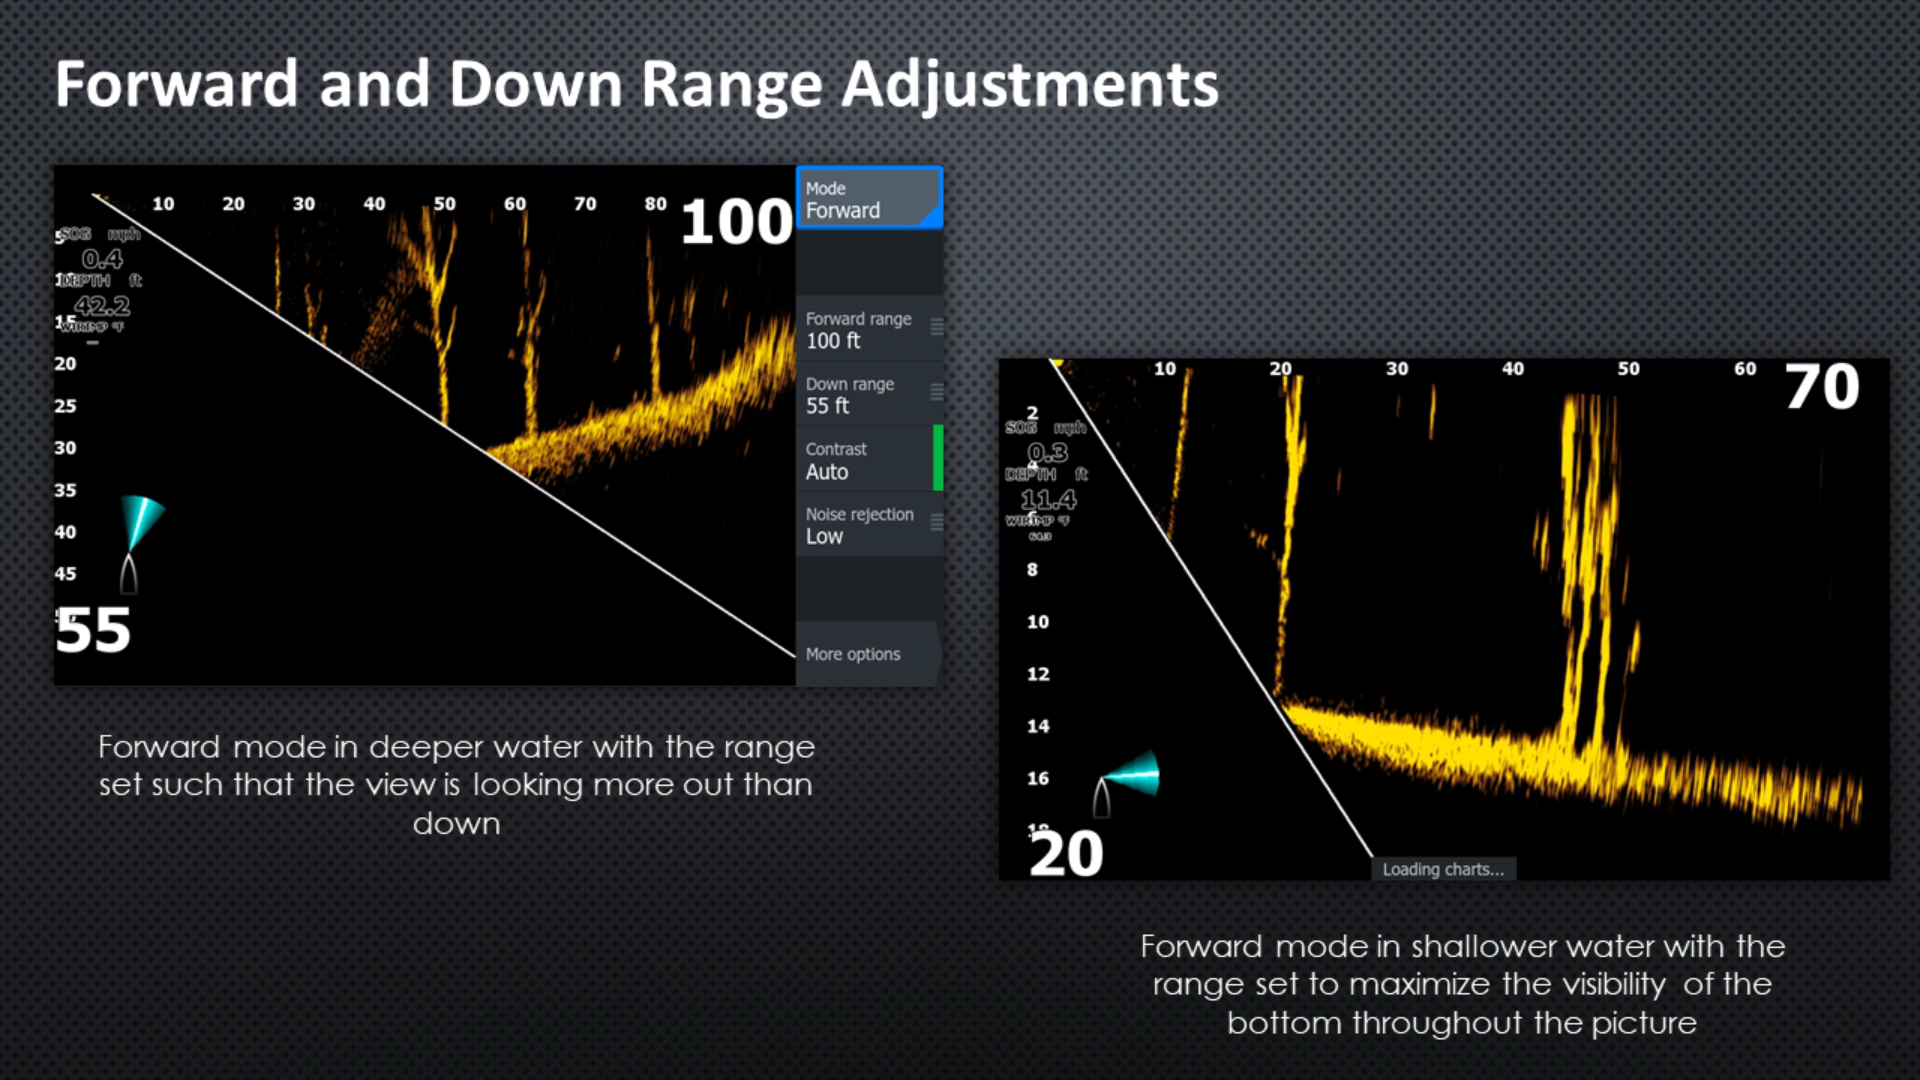 Forward and Down Range Adjustments
10 20 30 40 50 60 70 80 100
SOG mph
0.4
DEPTH ft
42.2
15
20
25
30
35
40
45
55
Mode
Forward
Forward range
100 ft
Down range
55 ft
Contrast
Auto
Noise rejection
Low
More options
Forward mode in deeper water with the range
set such that the view is looking more out than
down
10 20 30 40 50 60 70
2
SOG mph
0.3
DEPTH ft
11.4
8
10
12
14
16
18
20
Loading charts...
Forward mode in shallower water with the
range set to maximize the visibility of the
bottom throughout the picture